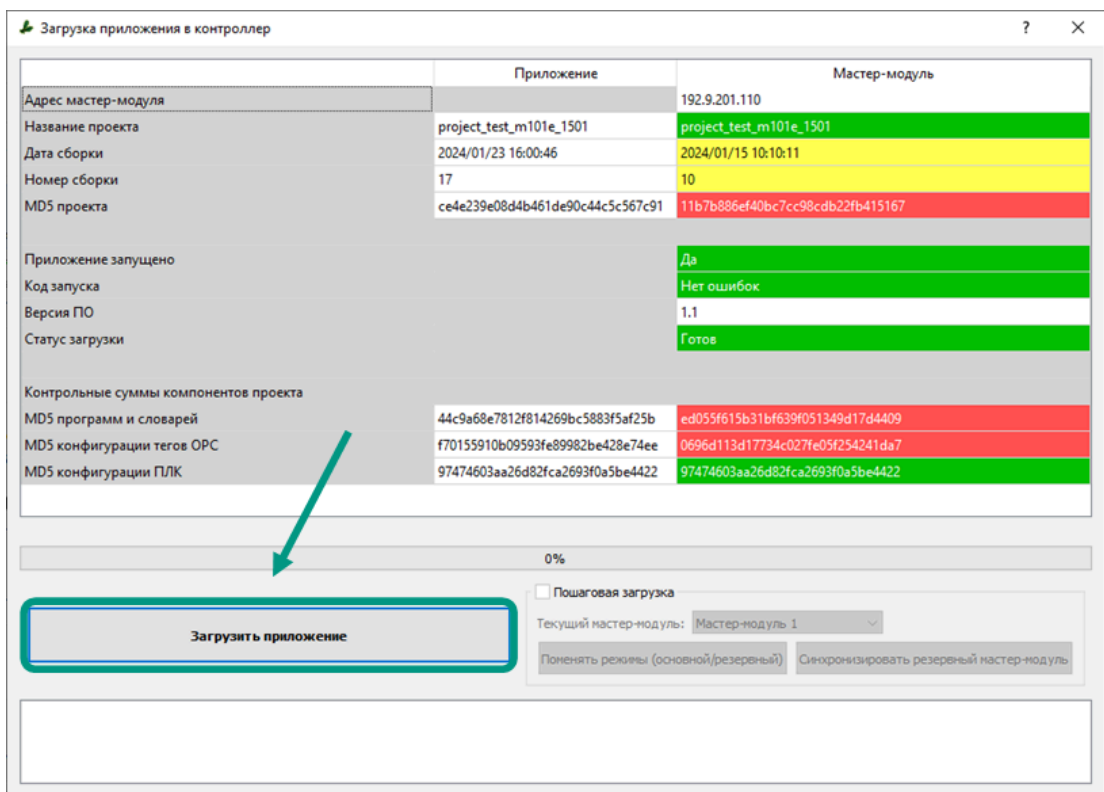 Загрузка приложения в контроллер
Приложение Мастер-модуль
Адрес мастер-модуля 192.9.201.110
Название проекта project_test_m101e_1501 project_test_m101e_1501
Дата сборки 2024/01/23 16:00:46 2024/01/15 10:10:11
Номер сборки 17 10
MD5 проекта ce4e239e08d4b461de90c44c5c567c91 11b7b886ef40bc7cc98cdb22fb415167
Приложение запущено Да
Код запуска Нет ошибок
Версия ПО 1.1
Статус загрузки Готов
Контрольные суммы компонентов проекта
MD5 программ и словарей 44c9a68e7812f814269bc5883f5af25b ed055f615b31bf639f051349d17d4409
MD5 конфигурации тегов OPC f70155910b09593fe89982be428e74ee 0696d113d17734c027fe05f254241da7
MD5 конфигурации ПЛК 97474603aa26d82fca2693f0a5be4422 97474603aa26d82fca2693f0a5be4422
0%
Загрузить приложение
Пошаговая загрузка
Текущий мастер-модуль: Мастер-модуль 1
Поменять режимы (основной/резервный) Синхронизировать резервный мастер-модуль